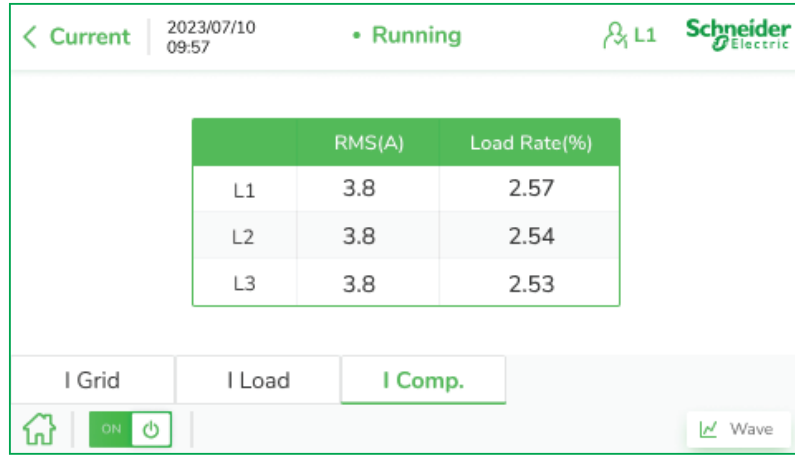 Current
2023/07/10
09:57
• Running
L1
Schneider
Electric
RMS(A) Load Rate(%)
L1 3.8 2.57
L2 3.8 2.54
L3 3.8 2.53
I Grid I Load I Comp.
ON
Wave